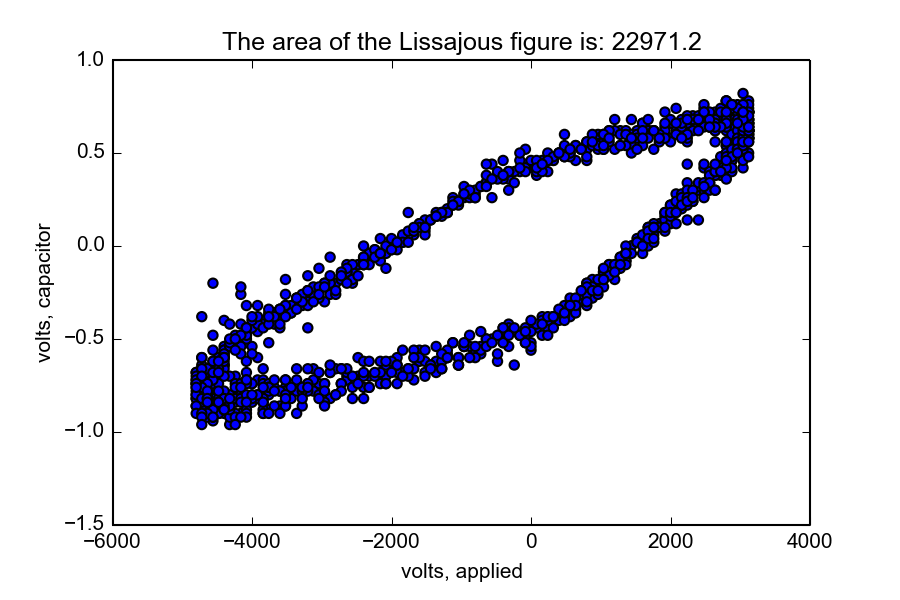 The area of the Lissajous figure is: 22971.2
1.0
0.5
0.0
−0.5
−1.0
−1.5
−6000 −4000 −2000 0 2000 4000
volts, capacitor
volts, applied